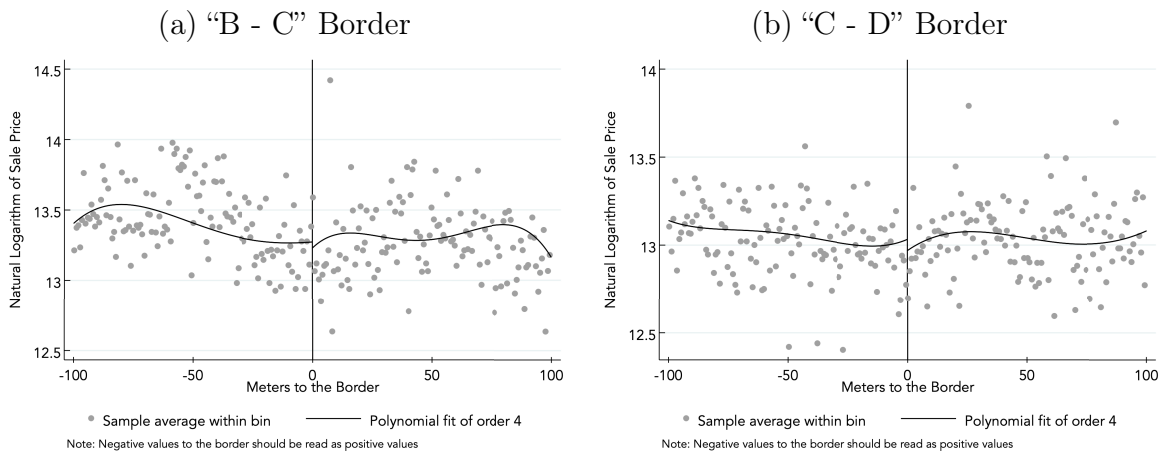 (a) “B - C” Border
14.5
14
13.5
13
12.5
Natural Logarithm of Sale Price
-100 -50 0 50 100
Meters to the Border
Sample average within bin Polynomial fit of order 4
Note: Negative values to the border should be read as positive values
(b) “C - D” Border
14
13.5
13
12.5
Natural Logarithm of Sale Price
-100 -50 0 50 100
Meters to the Border
Sample average within bin Polynomial fit of order 4
Note: Negative values to the border should be read as positive values